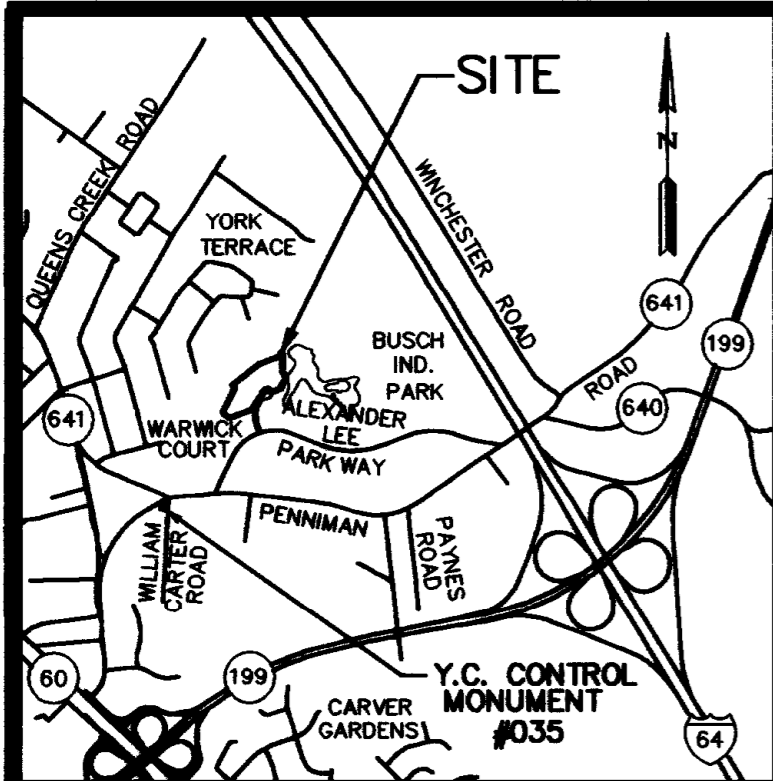 SITE
N
QUEENS CREEK ROAD
YORK
TERRACE
WINCHESTER ROAD
641
199
BUSCH
IND.
PARK
ROAD
640
641
WARWICK
COURT
ALEXANDER
LEE
PARK WAY
PENNIMAN
WILLIAM
CARTER
ROAD
PAYNES
ROAD
60
199
Y.C. CONTROL
MONUMENT
#035
CARVER
GARDENS
64